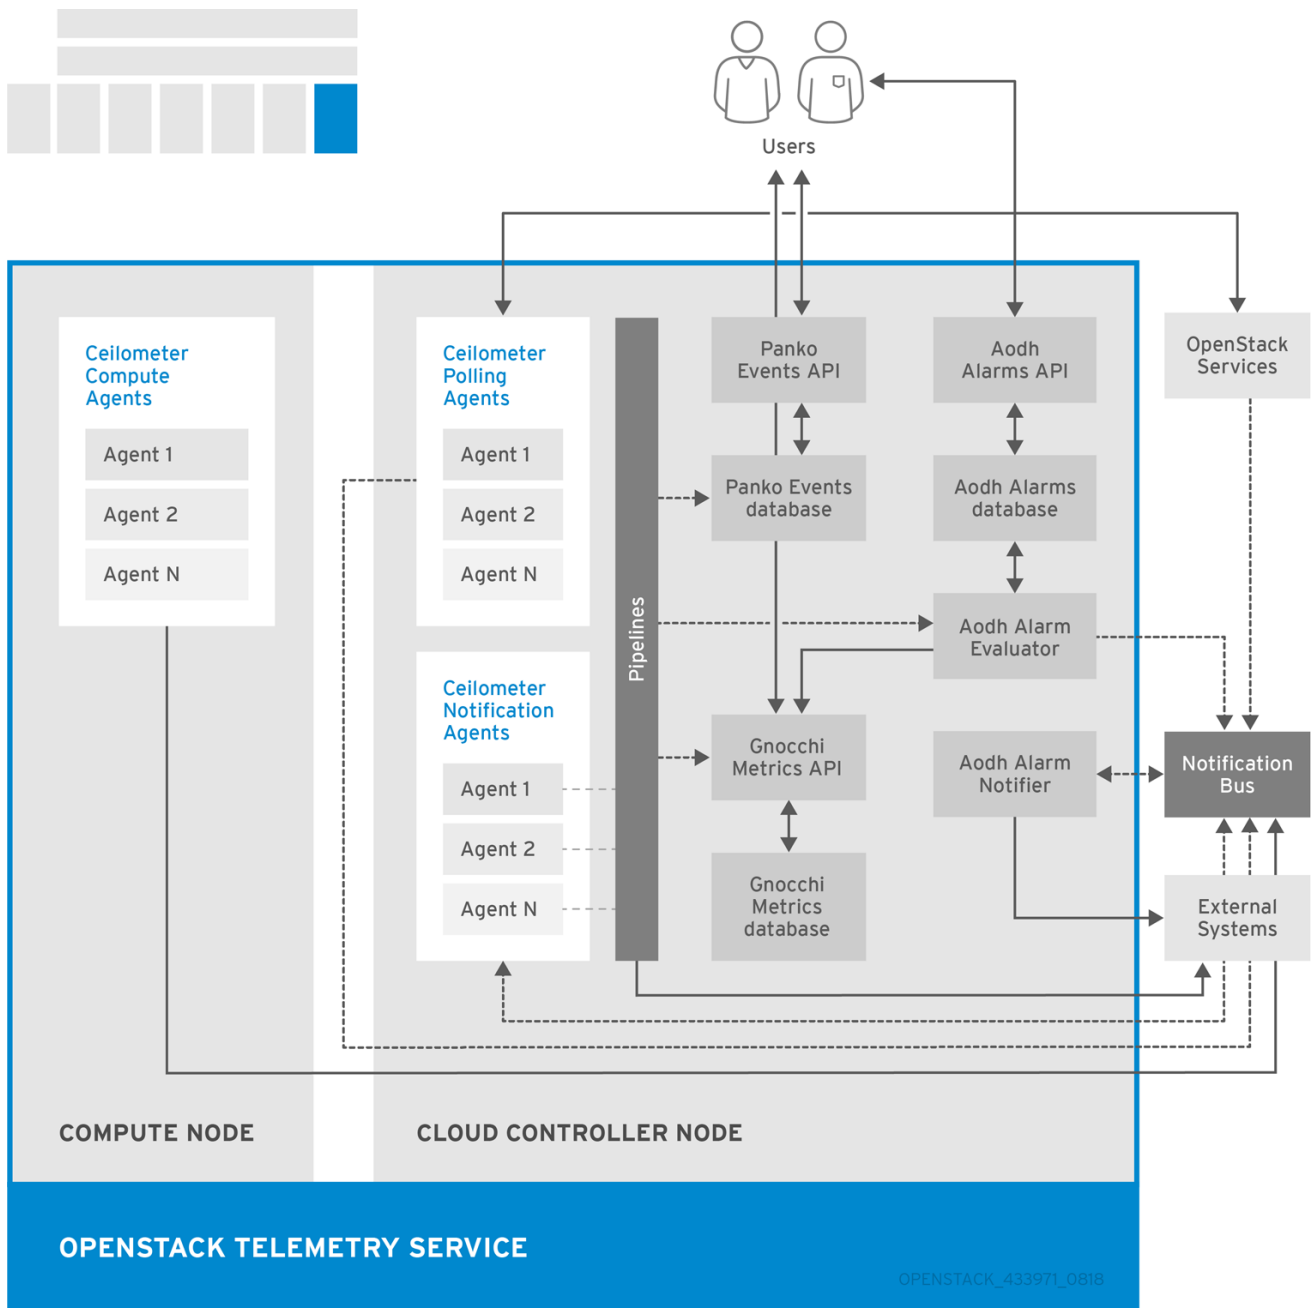 Users
Ceilometer
Compute
Agents
Agent 1
Agent 2
Agent N
Ceilometer
Polling
Agents
Agent 1
Agent 2
Agent N
Ceilometer
Notification
Agents
Agent 1
Agent 2
Agent N
Pipelines
Panko
Events API
Panko Events
database
Gnocchi
Metrics API
Gnocchi
Metrics
database
Aodh
Alarms API
Aodh Alarms
database
Aodh Alarm
Evaluator
Aodh Alarm
Notifier
OpenStack
Services
Notification
Bus
External
Systems
COMPUTE NODE
CLOUD CONTROLLER NODE
OPENSTACK TELEMETRY SERVICE
OPENSTACK_433971_0818